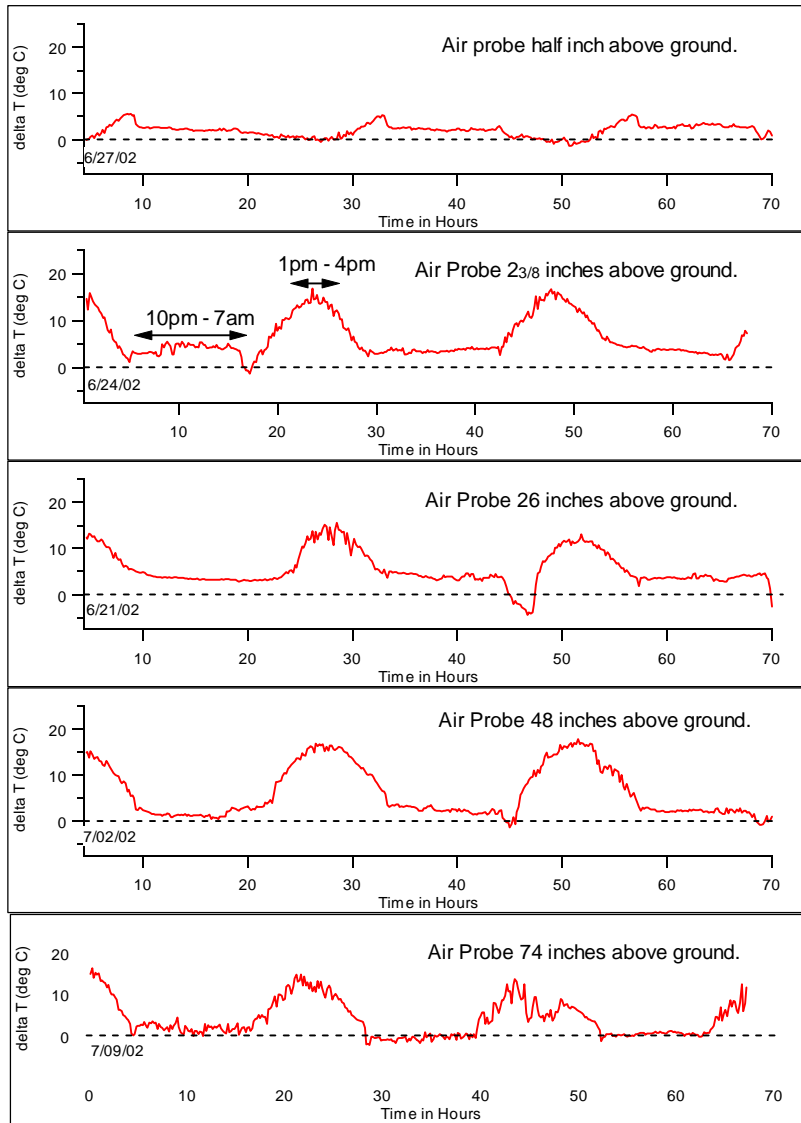 Air probe half inch above ground.
delta T (deg C)
20
10
0
6/27/02
10 20 30 40 50 60 70
Time in Hours
1pm - 4pm
Air Probe 2 3/8 inches above ground.
10pm - 7am
delta T (deg C)
20
10
0
6/24/02
10 20 30 40 50 60 70
Time in Hours
Air Probe 26 inches above ground.
delta T (deg C)
20
10
0
6/21/02
10 20 30 40 50 60 70
Time in Hours
Air Probe 48 inches above ground.
delta T (deg C)
20
10
0
7/02/02
10 20 30 40 50 60 70
Time in Hours
Air Probe 74 inches above ground.
delta T (deg C)
20
10
0
7/09/02
0 10 20 30 40 50 60 70
Time in Hours